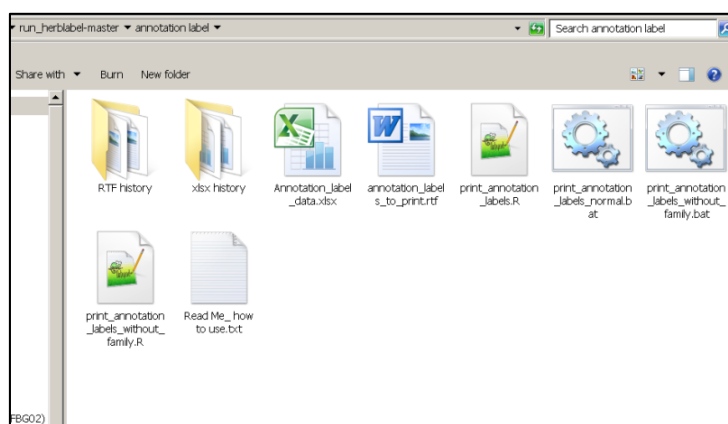 run_herblabel-master annotation label Search annotation label
Share with Burn New folder
RTF history
xlsx history
Annotation_label
_data.xlsx
annotation_label
s_to_print.rtf
print_annotation
_labels.R
print_annotation
_labels_normal.b
at
print_annotation
_labels_without_
family.bat
print_annotation
_labels_without_
family.R
Read Me_ how
to use.txt
FBG02)